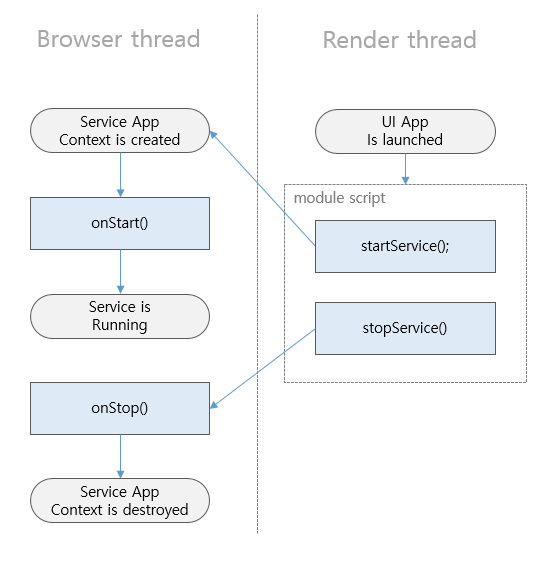 Browser thread
Render thread
Service App
Context is created
UI App
Is launched
onStart()
module script
startService();
Service is
Running
stopService()
onStop()
Service App
Context is destroyed